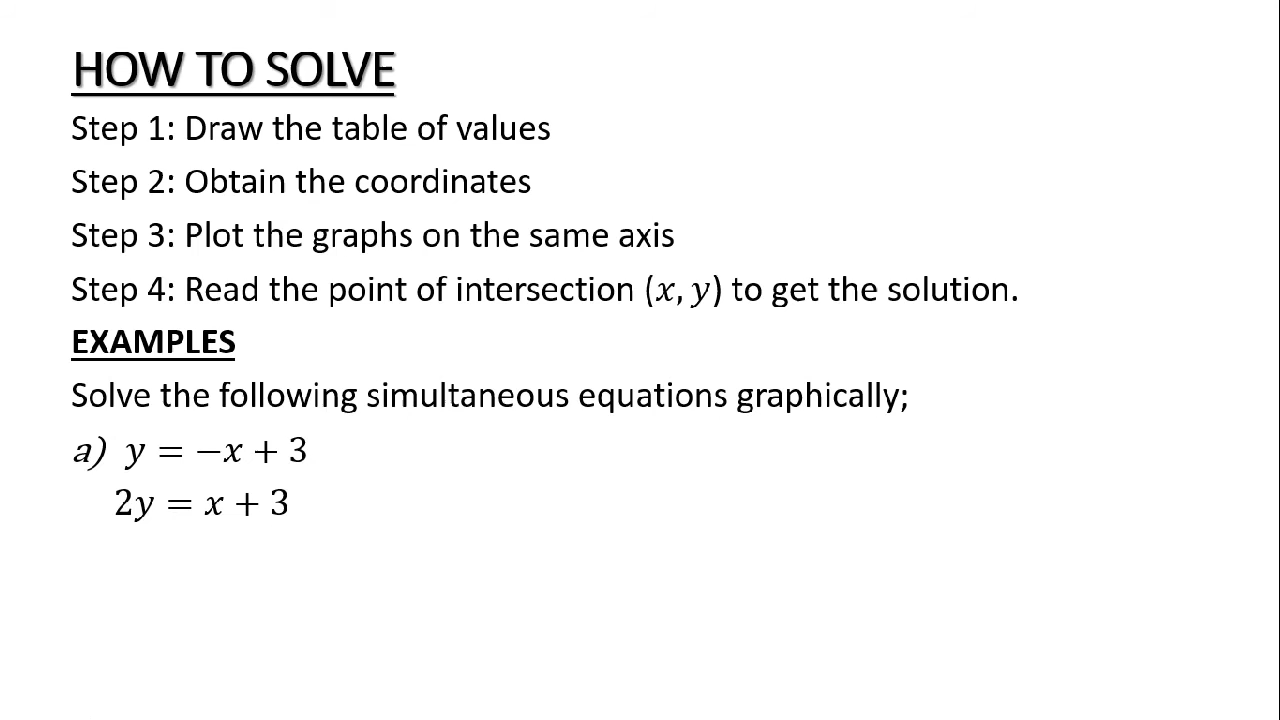 HOW TO SOLVE
Step 1: Draw the table of values
Step 2: Obtain the coordinates
Step 3: Plot the graphs on the same axis
Step 4: Read the point of intersection (x, y) to get the solution.
EXAMPLES
Solve the following simultaneous equations graphically;
a) y = −x + 3
2y = x + 3